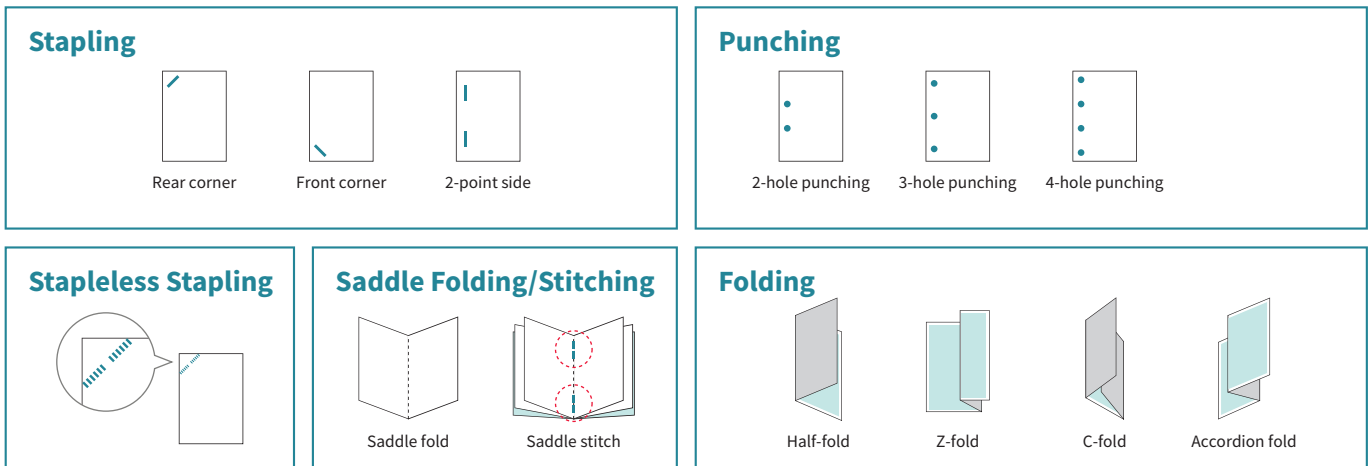 Stapling
Rear corner
Front corner
2-point side
Punching
2-hole punching
3-hole punching
4-hole punching
Stapleless Stapling
Saddle Folding/Stitching
Saddle fold
Saddle stitch
Folding
Half-fold
Z-fold
C-fold
Accordion fold